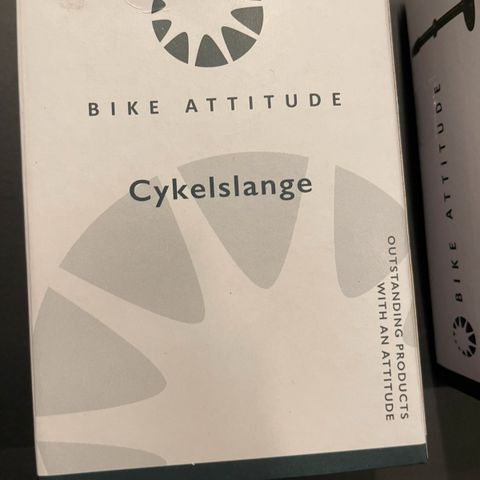 BIKE ATTITUDE
Cykelslange
OUTSTANDING PRODUCTS
WITH AN ATTITUDE
BIKE ATTITUDE